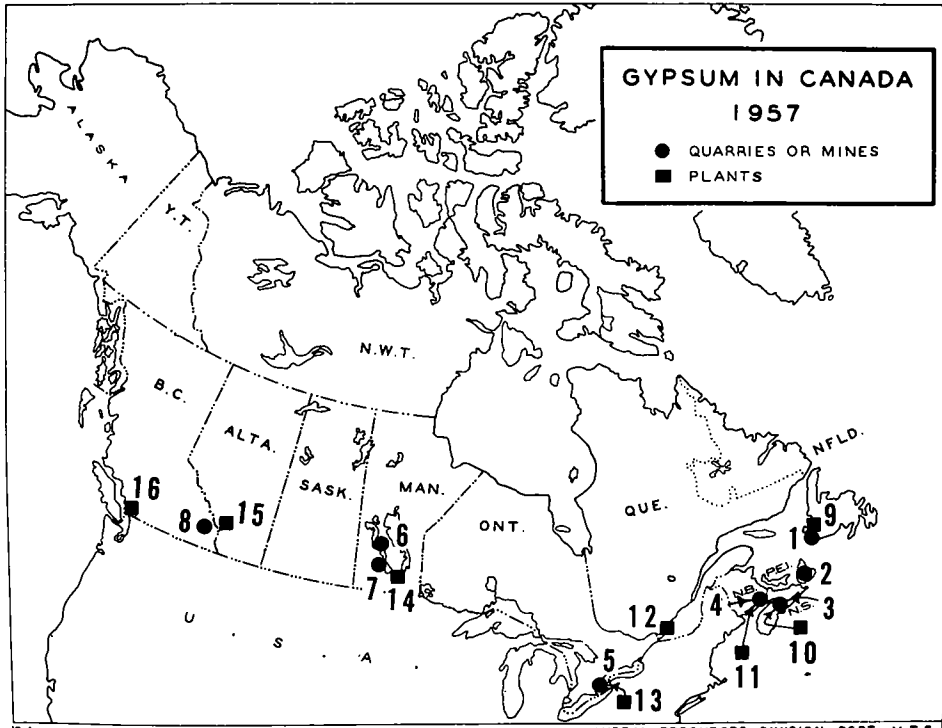 GYPSUM IN CANADA
1957
QUARRIES OR MINES
PLANTS
ALASKA
Y.T.
N.W.T.
B.C.
ALTA.
SASK.
MAN.
ONT.
QUE.
NFLD.
P.E.I.
N.B.
N.S.
U. S. A.
16
8
15
6
7
14
9
1
2
4
3
12
10
11
5
13